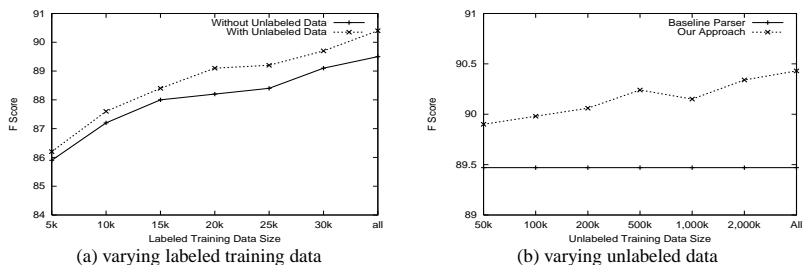 91
90
89
88
87
86
85
84
F Score
Without Unlabeled Data
With Unlabeled Data
5k 10k 15k 20k 25k 30k all
Labeled Training Data Size
(a) varying labeled training data
91
90.5
90
89.5
89
F Score
Baseline Parser
Our Approach
50k 100k 200k 500k 1,000k 2,000k All
Unlabeled Training Data Size
(b) varying unlabeled data